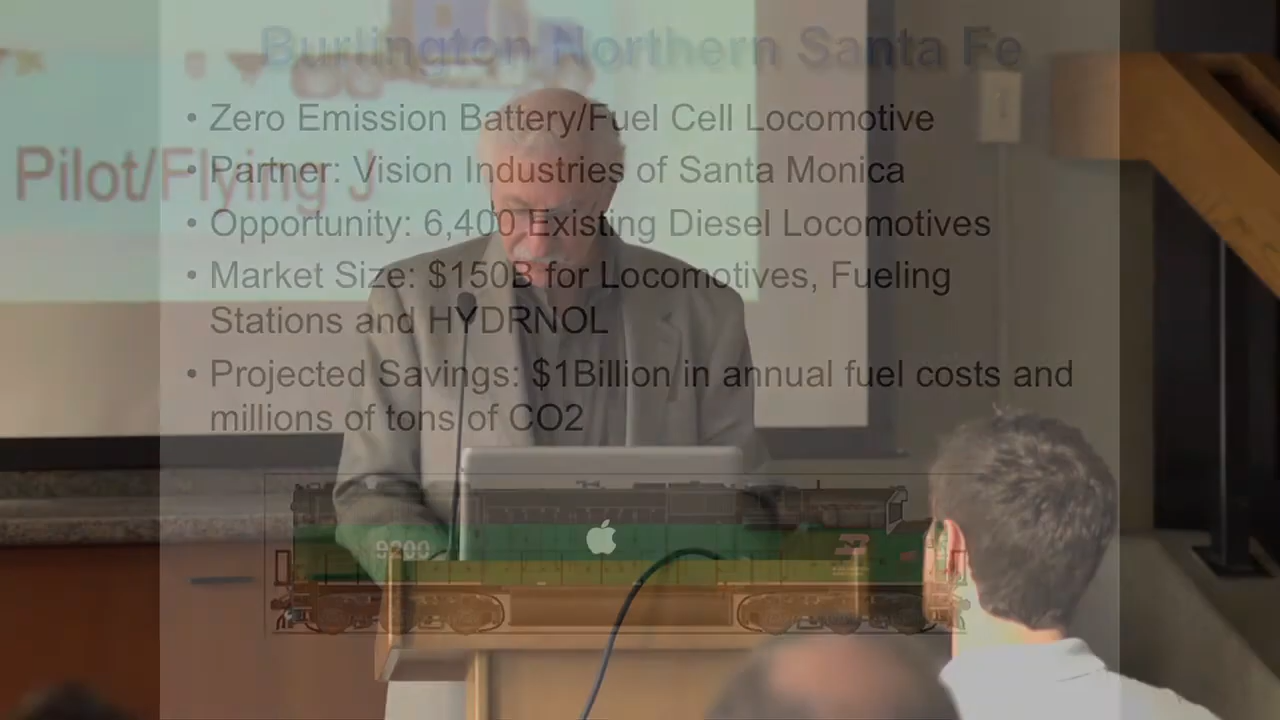 Burlington Northern Santa Fe
• Zero Emission Battery/Fuel Cell Locomotive
Pilot/Flying J
• Partner: Vision Industries of Santa Monica
• Opportunity: 6,400 Existing Diesel Locomotives
• Market Size: $150B for Locomotives, Fueling
Stations and HYDRNOL
• Projected Savings: $1Billion in annual fuel costs and
millions of tons of CO2
9200